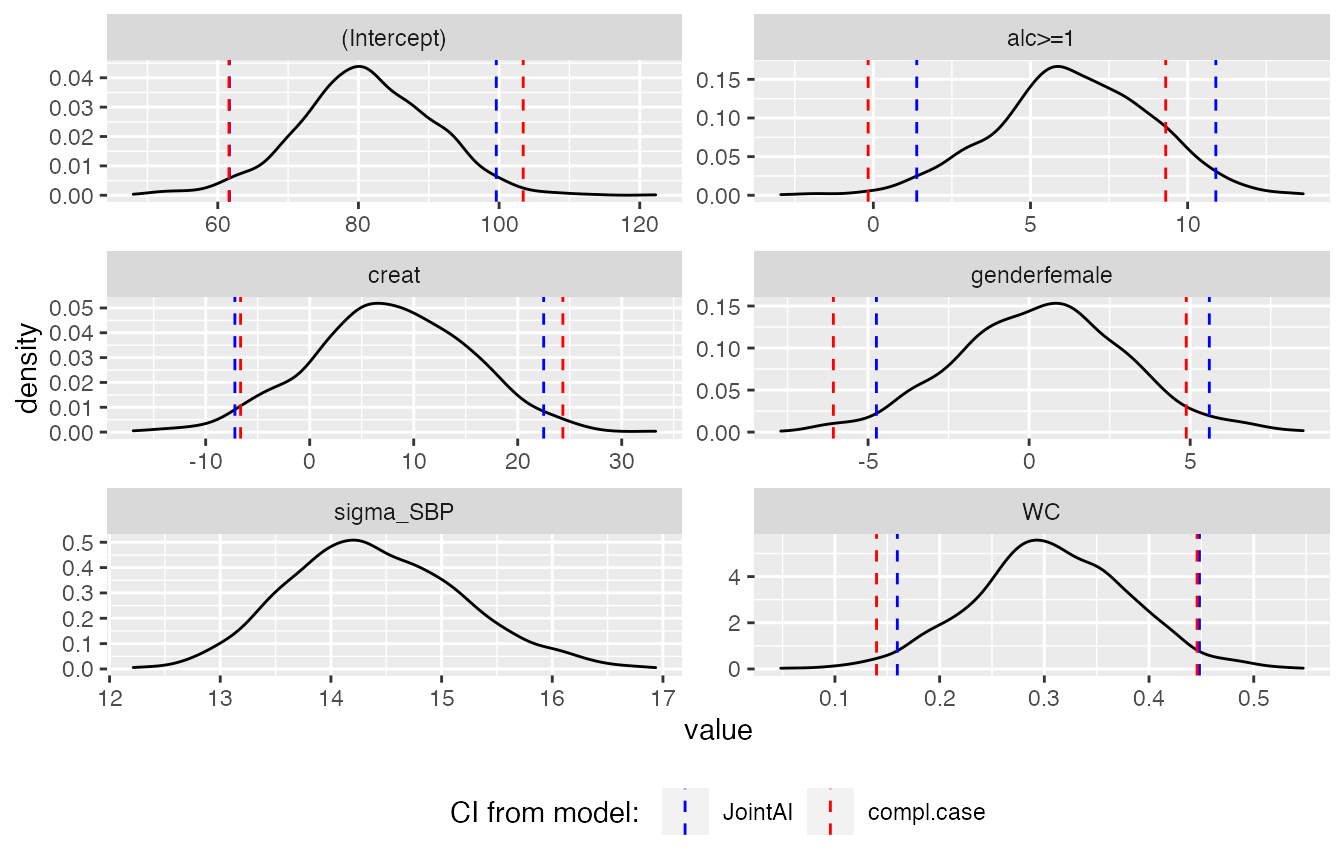 (Intercept)
0.04
0.03
0.02
0.01
0.00
60 80 100 120
alc>=1
0.15
0.10
0.05
0.00
0 5 10
creat
0.05
0.04
0.03
0.02
0.01
0.00
-10 0 10 20 30
genderfemale
0.15
0.10
0.05
0.00
-5 0 5
sigma_SBP
0.5
0.4
0.3
0.2
0.1
0.0
12 13 14 15 16 17
WC
4
2
0
0.1 0.2 0.3 0.4 0.5
density
value
CI from model: JointAI compl.case